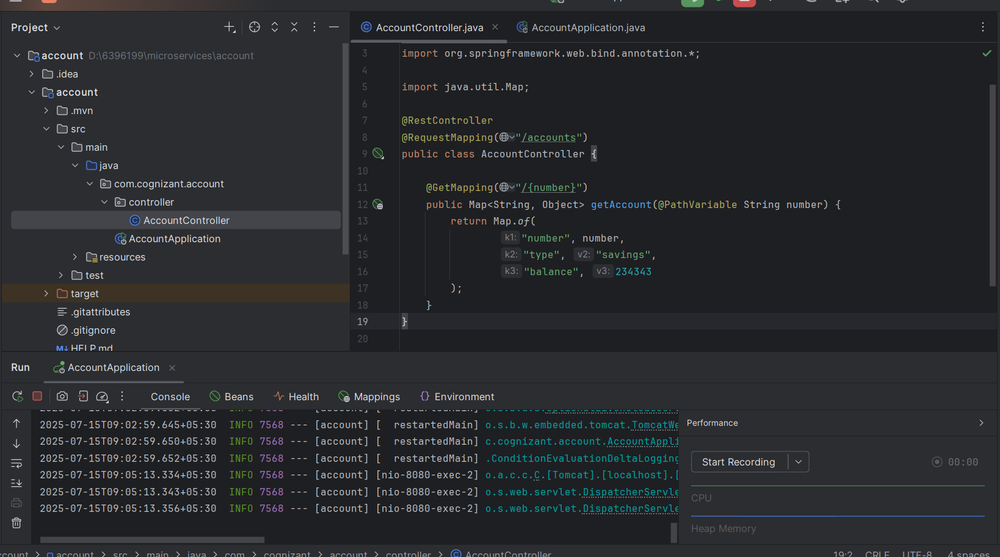 Project
account D:\6396199\microservices\account
.idea
account
.mvn
src
main
java
com.cognizant.account
controller
AccountController
AccountApplication
resources
test
target
.gitattributes
.gitignore
HELP.md
AccountController.java
AccountApplication.java
3 import org.springframework.web.bind.annotation.*;
4
5 import java.util.Map;
6
7 @RestController
8 @RequestMapping("/accounts")
9 public class AccountController {
10
11 @GetMapping("/{number}")
12 public Map<String, Object> getAccount(@PathVariable String number) {
13 return Map.of(
14 k1: "number", number,
15 k2: "type", v2: "savings",
16 k3: "balance", v3: 234343
17 );
18 }
19 }
20
Run AccountApplication
Console Beans Health Mappings Environment
2025-07-15T09:02:59.645+05:30 INFO 7568 --- [account] [ restartedMain] o.s.b.w.embedded.tomcat.TomcatWe
2025-07-15T09:02:59.650+05:30 INFO 7568 --- [account] [ restartedMain] c.cognizant.account.AccountAppli
2025-07-15T09:02:59.652+05:30 INFO 7568 --- [account] [ restartedMain] .ConditionEvaluationDeltaLogging
2025-07-15T09:05:13.334+05:30 INFO 7568 --- [account] [nio-8080-exec-2] o.a.c.c.C.[Tomcat].[localhost].[
2025-07-15T09:05:13.343+05:30 INFO 7568 --- [account] [nio-8080-exec-2] o.s.web.servlet.DispatcherServle
2025-07-15T09:05:13.356+05:30 INFO 7568 --- [account] [nio-8080-exec-2] o.s.web.servlet.DispatcherServle
Performance
Start Recording 00:00
CPU
Heap Memory
account > src > main > java > com > cognizant > account > controller > AccountController 19:2 CRLF UTF-8 4 spaces